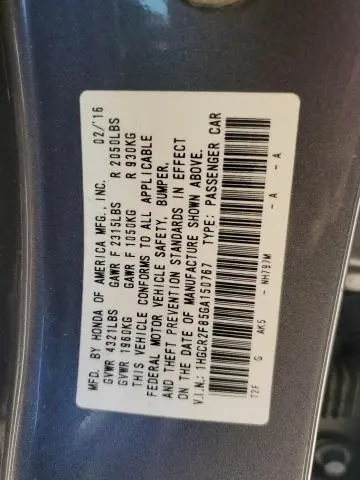 MFD. BY HONDA OF AMERICA MFG., INC. 02/'16
GVWR 4321LBS GAWR F 2315LBS R 2050LBS
GVWR 1960KG GAWR F 1050KG R 930KG
THIS VEHICLE CONFORMS TO ALL APPLICABLE
FEDERAL MOTOR VEHICLE SAFETY, BUMPER,
AND THEFT PREVENTION STANDARDS IN EFFECT
ON THE DATE OF MANUFACTURE SHOWN ABOVE.
V.I.N.: 1HGCR2F85GA150767 TYPE: PASSENGER CAR
T2F G AK5 - NH797M - A - A